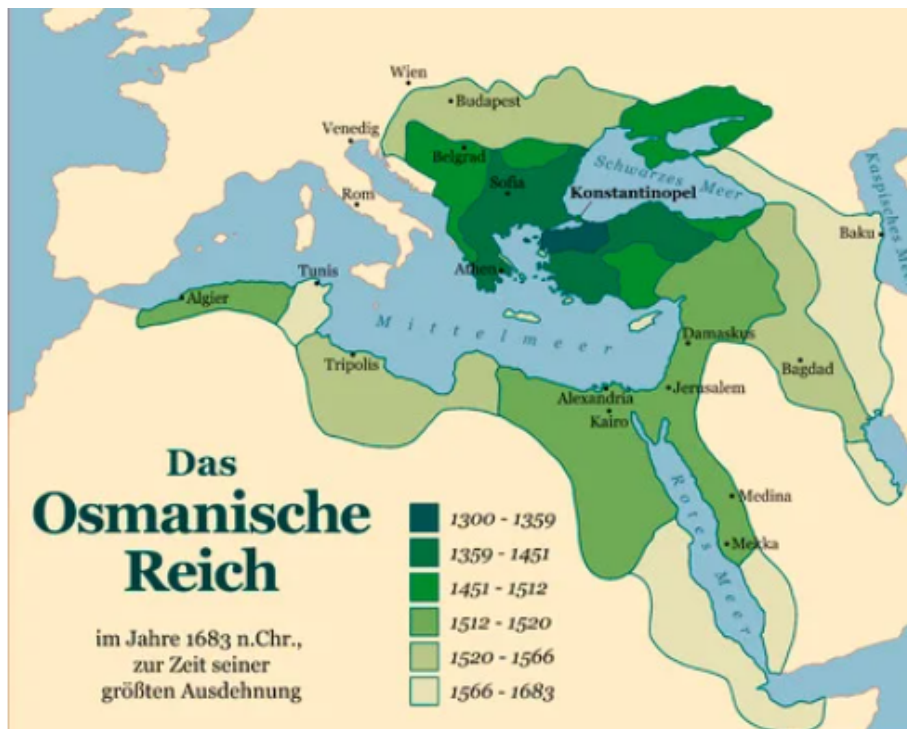 Wien
Budapest
Venedig
Belgrad
Schwarzes Meer
Kaspisches Mee
Sofia
Rom
Konstantinopel
Baku
Athen
Tunis
Algier
Mittelmeer
Damaskus
Tripolis
Bagdad
Jerusalem
Alexandria
Kairo
Rotes Meer
Medina
Mekka
Das
Osmanische
Reich
im Jahre 1683 n.Chr.,
zur Zeit seiner
größten Ausdehnung
1300 - 1359
1359 - 1451
1451 - 1512
1512 - 1520
1520 - 1566
1566 - 1683